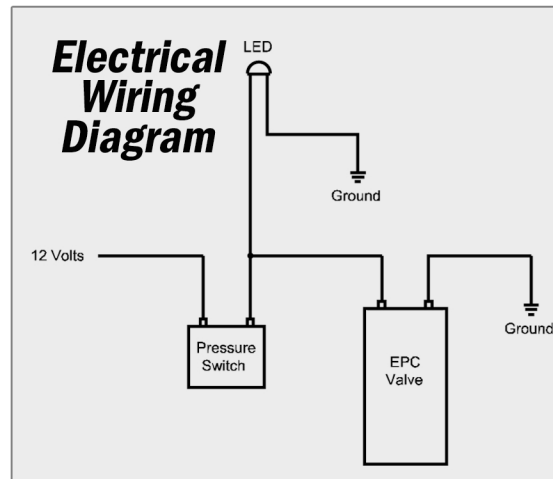 Electrical
Wiring
Diagram
LED
Ground
12 Volts
Pressure
Switch
EPC
Valve
Ground